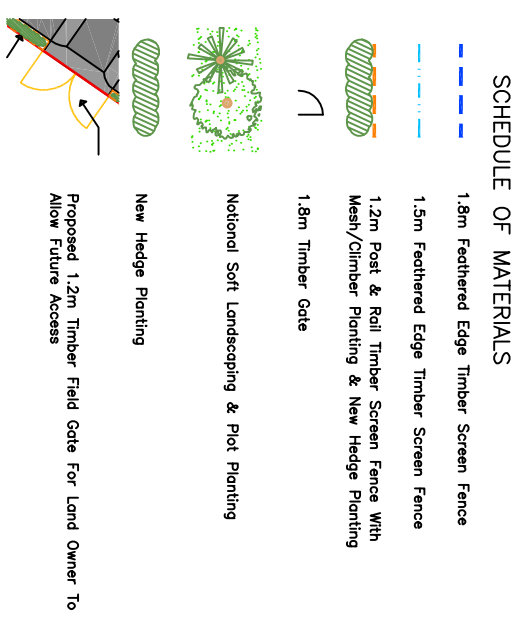 SCHEDULE OF MATERIALS
1.8m Feathered Edge Timber Screen Fence
1.5m Feathered Edge Timber Screen Fence
1.2m Post & Rail Timber Screen Fence With
Mesh/Climber Planting & New Hedge Planting
1.8m Timber Gate
Notional Soft Landscaping & Plot Planting
New Hedge Planting
Proposed 1.2m Timber Field Gate For Land Owner To
Allow Future Access